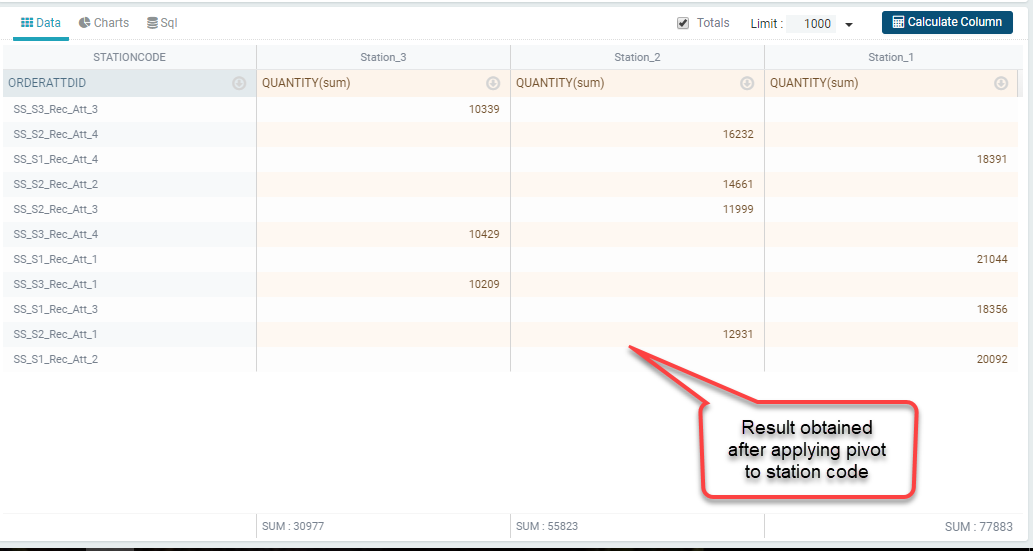 Data Charts Sql Totals Limit : 1000 Calculate Column
STATIONCODE Station_3 Station_2 Station_1
ORDERATTDID QUANTITY(sum) QUANTITY(sum) QUANTITY(sum)
SS_S3_Rec_Att_3 10339
SS_S2_Rec_Att_4 16232
SS_S1_Rec_Att_4 18391
SS_S2_Rec_Att_2 14661
SS_S2_Rec_Att_3 11999
SS_S3_Rec_Att_4 10429
SS_S1_Rec_Att_1 21044
SS_S3_Rec_Att_1 10209
SS_S1_Rec_Att_3 18356
SS_S2_Rec_Att_1 12931
SS_S1_Rec_Att_2 20092
Result obtained
after applying pivot
to station code
SUM : 30977 SUM : 55823 SUM : 77883